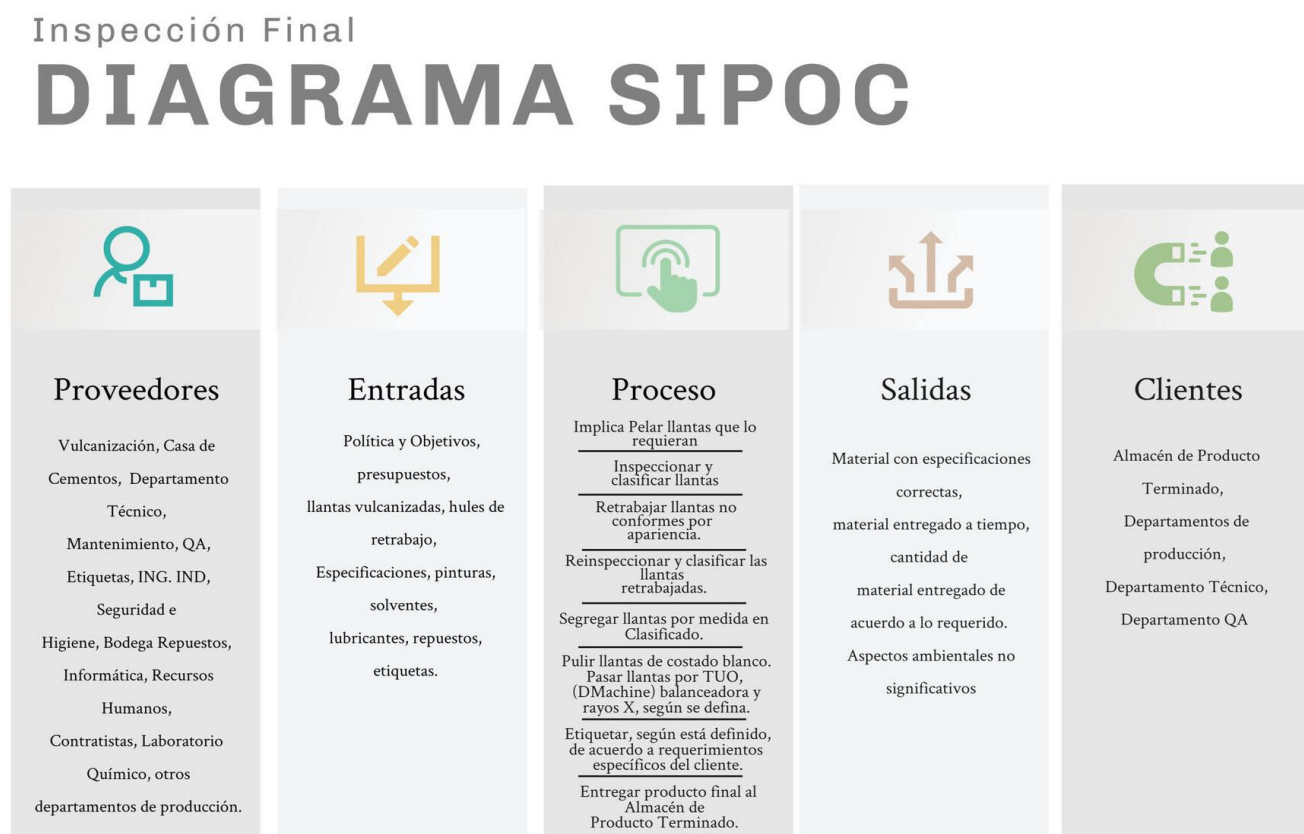 Inspección Final
DIAGRAMA SIPOC
Proveedores
Vulcanización, Casa de
Cementos, Departamento
Técnico,
Mantenimiento, QA,
Etiquetas, ING. IND,
Seguridad e
Higiene, Bodega Repuestos,
Informática, Recursos
Humanos,
Contratistas, Laboratorio
Químico, otros
departamentos de producción.
Entradas
Política y Objetivos,
presupuestos,
llantas vulcanizadas, hules de
retrabajo,
Especificaciones, pinturas,
solventes,
lubricantes, repuestos,
etiquetas.
Proceso
Implica Pelar llantas que lo
requieran
Inspeccionar y
clasificar llantas
Retrabajar llantas no
conformes por
apariencia.
Reinspeccionar y clasificar las
llantas
retrabajadas.
Segregar llantas por medida en
Clasificado.
Pulir llantas de costado blanco.
Pasar llantas por TUO,
(DMachine) balanceadora y
rayos X, según se defina.
Etiquetar, según está definido,
de acuerdo a requerimientos
específicos del cliente.
Entregar producto final al
Almacén de
Producto Terminado.
Salidas
Material con especificaciones
correctas,
material entregado a tiempo,
cantidad de
material entregado de
acuerdo a lo requerido.
Aspectos ambientales no
significativos
Clientes
Almacén de Producto
Terminado,
Departamentos de
producción,
Departamento Técnico,
Departamento QA